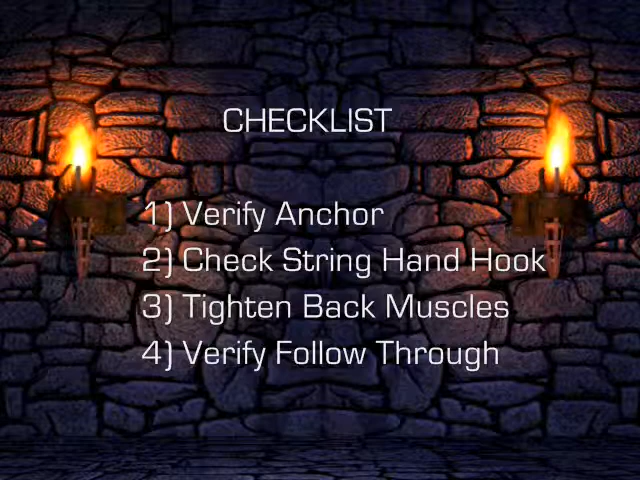 CHECKLIST
1) Verify Anchor
2) Check String Hand Hook
3) Tighten Back Muscles
4) Verify Follow Through